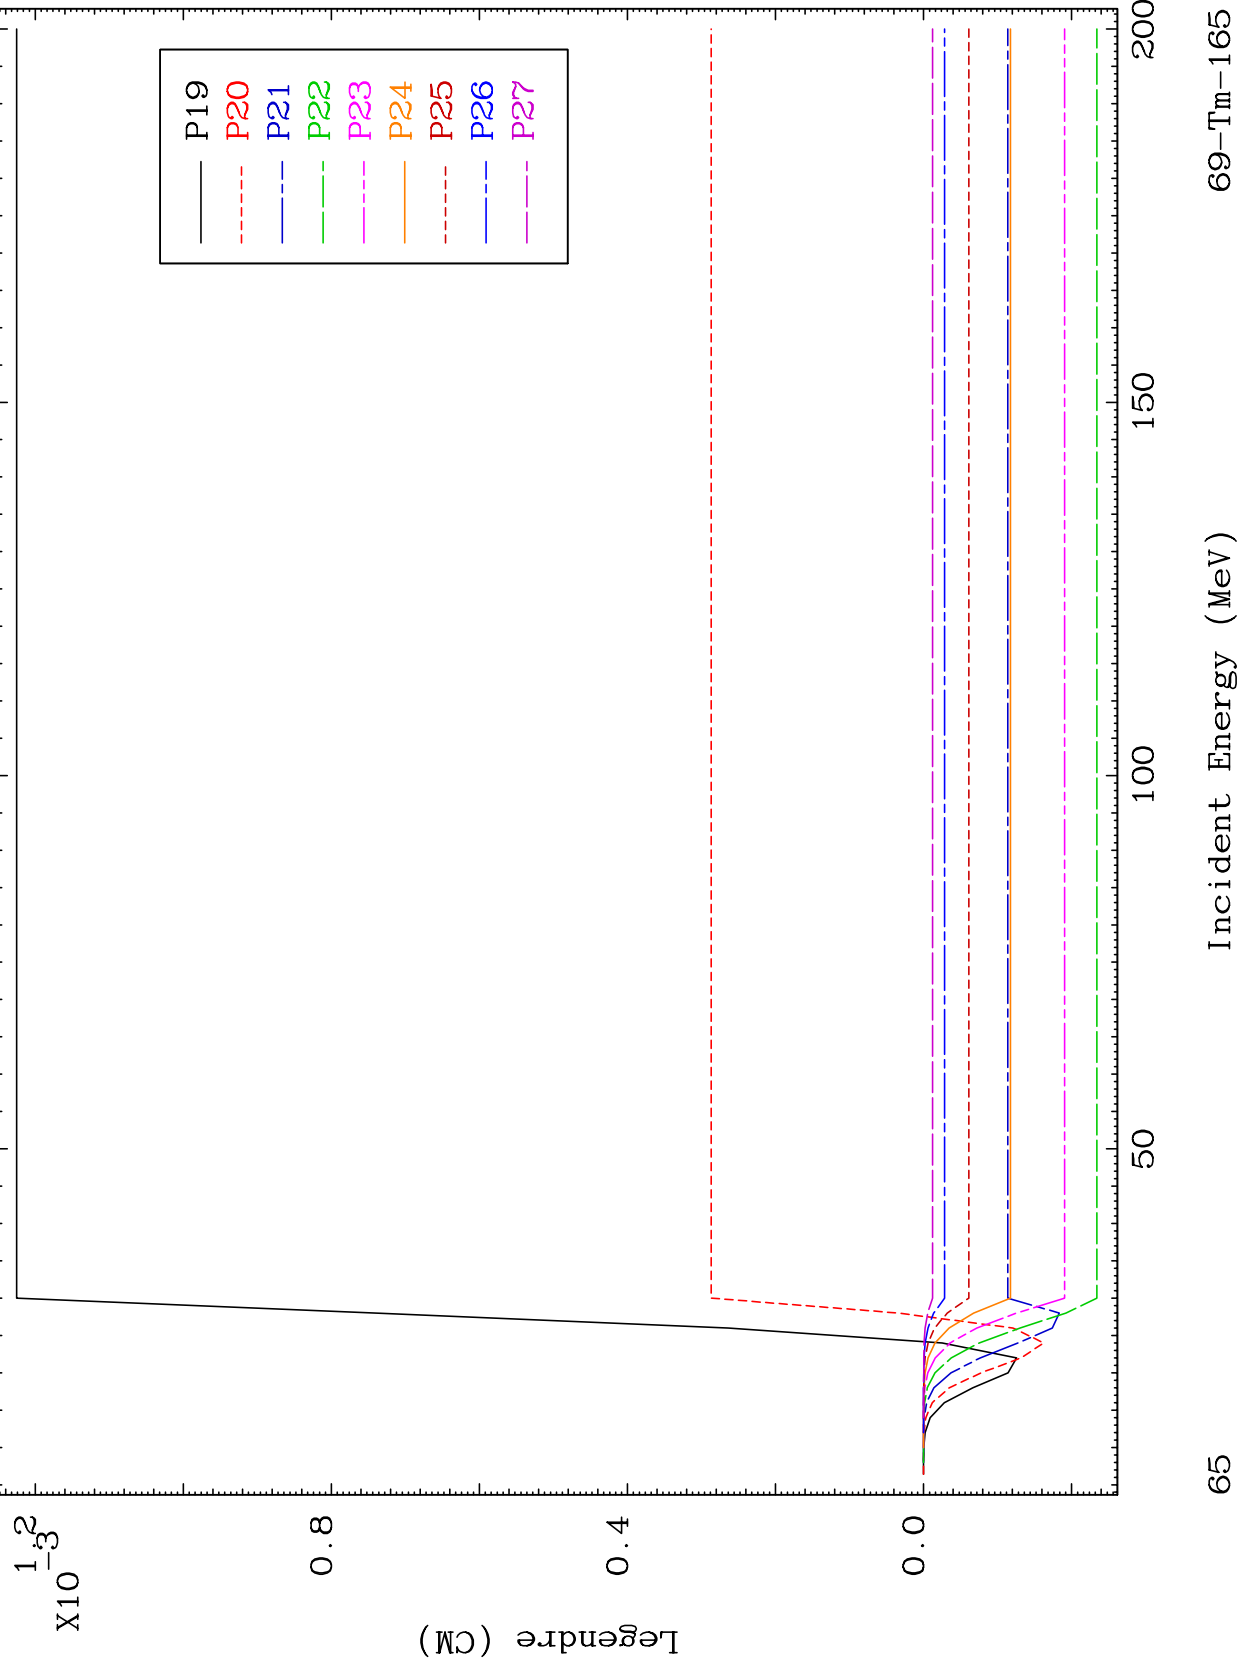 X10
-3
1.2
0.8
0.4
0.0
Legendre (CM)
P19
P20
P21
P22
P23
P24
P25
P26
P27
50
100
150
200
Incident Energy (MeV)
65
69-Tm-165